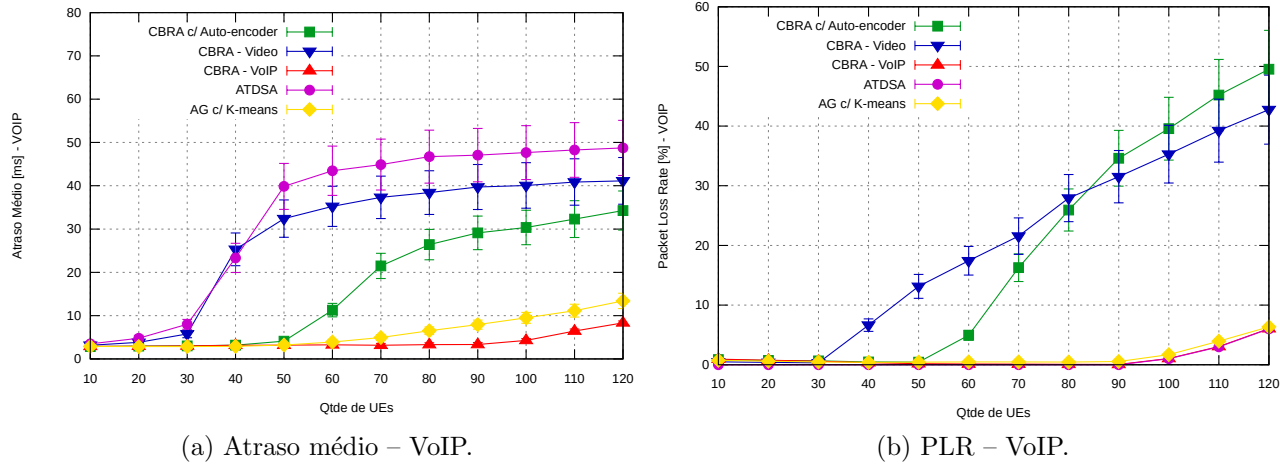 80
70
60
50
40
30
20
10
0
10 20 30 40 50 60 70 80 90 100 110 120
Atraso Médio [ms] - VOIP
Qtde de UEs
CBRA c/ Auto-encoder
CBRA - Video
CBRA - VoIP
ATDSA
AG c/ K-means
(a) Atraso médio – VoIP.
60
50
40
30
20
10
0
10 20 30 40 50 60 70 80 90 100 110 120
Packet Loss Rate [%] - VOIP
Qtde de UEs
CBRA c/ Auto-encoder
CBRA - Video
CBRA - VoIP
ATDSA
AG c/ K-means
(b) PLR – VoIP.